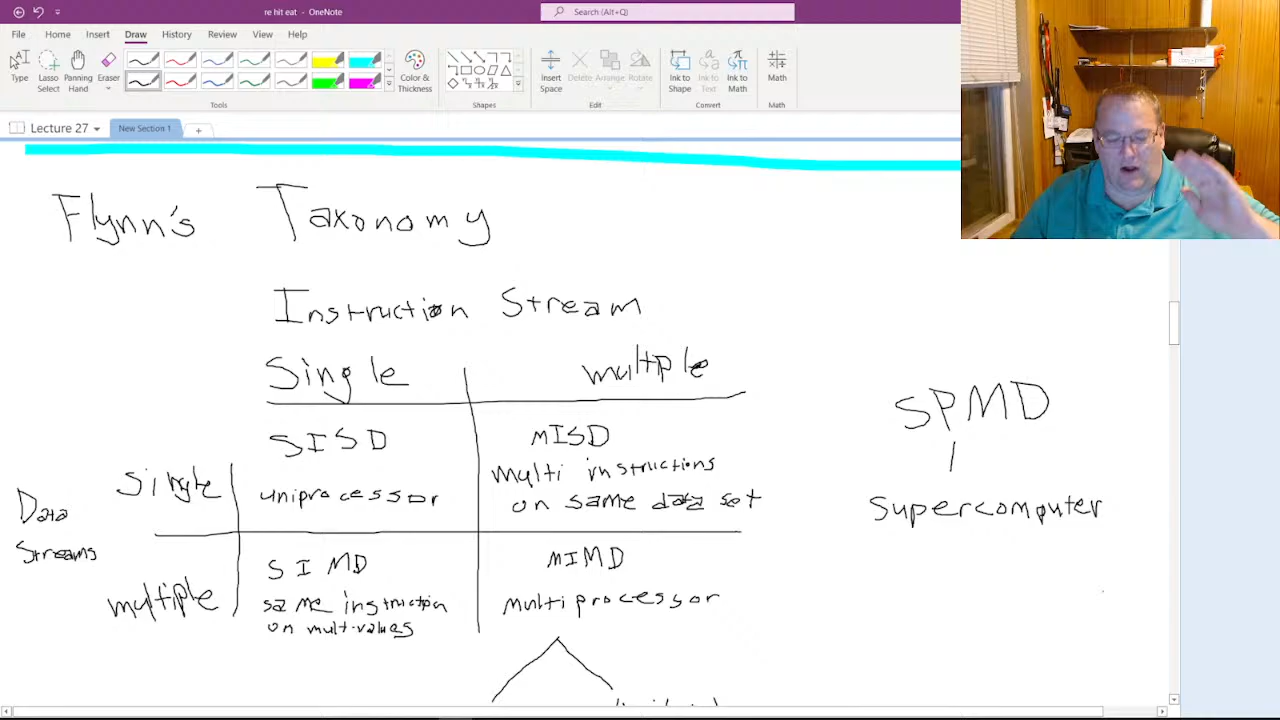 re hit eat - OneNote
Search (Alt+Q)
File Home Insert Draw History Review View Help
Type Lasso Select Panning Hand Eraser
Color & Thickness
Insert Space Delete Arrange Rotate
Ink to Shape Ink to Text Ink to Math
Math
Tools Shapes Edit Convert Math
Lecture 27 New Section 1 +
Flynn's Taxonomy
Instruction Stream
Single multiple
SPMD
SISD MISD
single multi instructions
uniprocessor on same data set
Data
Streams
Supercomputer
SIMD MIMD
multiple same instruction multiprocessor
on multi values